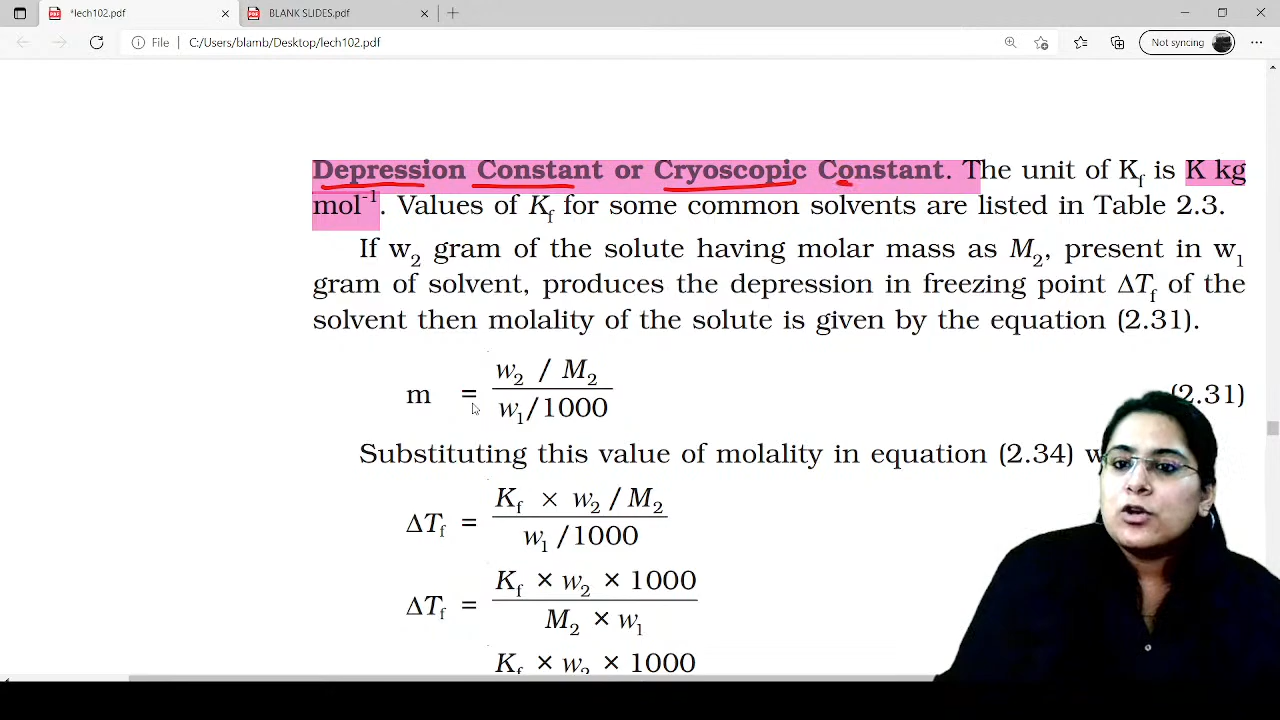 *lech102.pdf
BLANK SLIDES.pdf
File C:/Users/blamb/Desktop/lech102.pdf
Not syncing
Depression Constant or Cryoscopic Constant. The unit of Kf is K kg
mol-1. Values of Kf for some common solvents are listed in Table 2.3.
If w2 gram of the solute having molar mass as M2, present in w1
gram of solvent, produces the depression in freezing point ΔTf of the
solvent then molality of the solute is given by the equation (2.31).
w2 / M2
m = (2.31)
w1/1000
Substituting this value of molality in equation (2.34)
Kf × w2 / M2
ΔTf =
w1 /1000
Kf × w2 × 1000
ΔTf =
M2 × w1
Kf × w2 × 1000